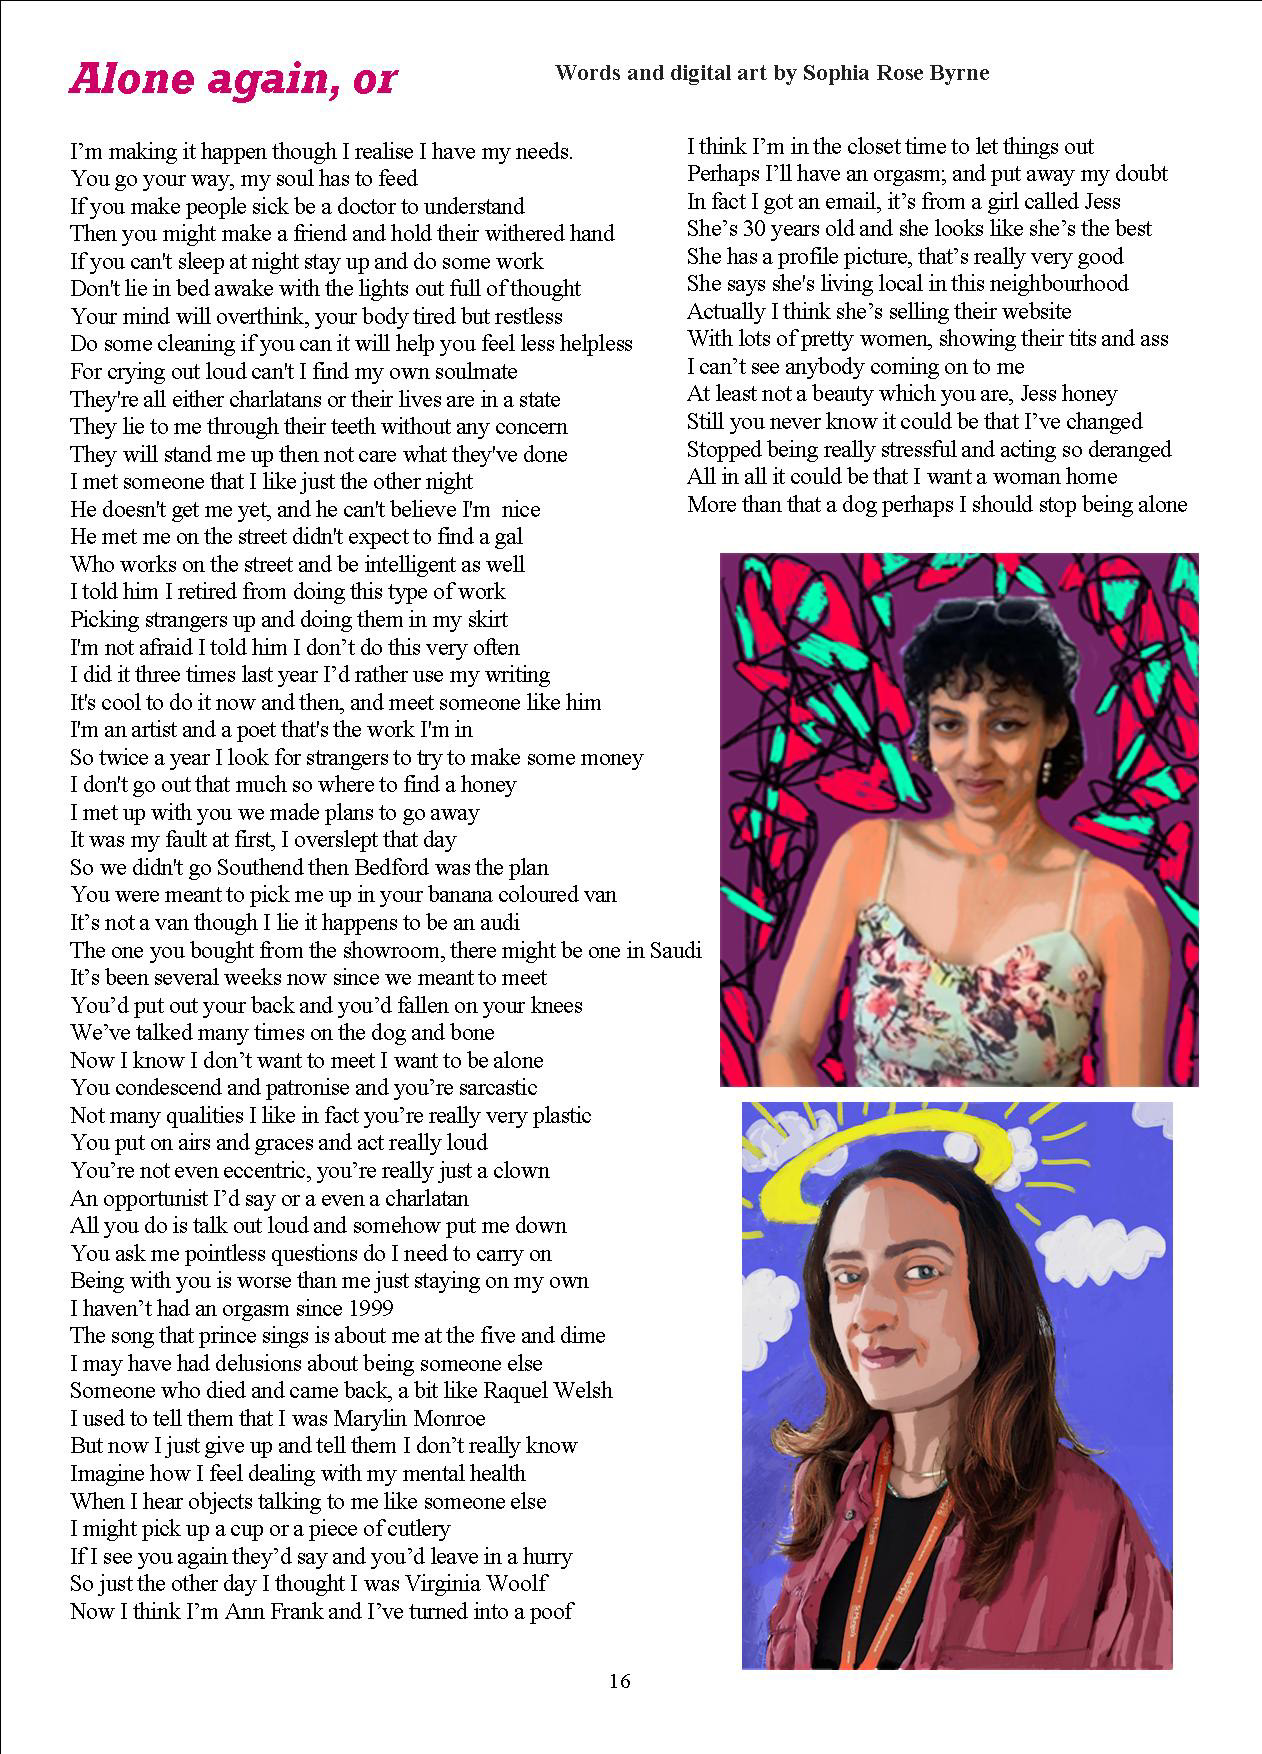 Alone again, or
Words and digital art by Sophia Rose Byrne
I'm making it happen though I realise I have my needs.
You go your way, my soul has to feed
If you make people sick be a doctor to understand
Then you might make a friend and hold their withered hand
If you can't sleep at night stay up and do some work
Don't lie in bed awake with the lights out full of thought
Your mind will overthink, your body tired but restless
Do some cleaning if you can it will help you feel less helpless
For crying out loud can't I find my own soulmate
They're all either charlatans or their lives are in a state
They lie to me through their teeth without any concern
They will stand me up then not care what they've done
I met someone that I like just the other night
He doesn't get me yet, and he can't believe I'm  nice
He met me on the street didn't expect to find a gal
Who works on the street and be intelligent as well
I told him I retired from doing this type of work
Picking strangers up and doing them in my skirt
I'm not afraid I told him I don't do this very often
I did it three times last year I'd rather use my writing
It's cool to do it now and then, and meet someone like him
I'm an artist and a poet that's the work I'm in
So twice a year I look for strangers to try to make some money
I don't go out that much so where to find a honey
I met up with you we made plans to go away
It was my fault at first, I overslept that day
So we didn't go Southend then Bedford was the plan
You were meant to pick me up in your banana coloured van
It's not a van though I lie it happens to be an audi
The one you bought from the showroom, there might be one in Saudi
It's been several weeks now since we meant to meet
You'd put out your back and you'd fallen on your knees
We've talked many times on the dog and bone
Now I know I don't want to meet I want to be alone
You condescend and patronise and you're sarcastic
Not many qualities I like in fact you're really very plastic
You put on airs and graces and act really loud
You're not even eccentric, you're really just a clown
An opportunist I'd say or a even a charlatan
All you do is talk out loud and somehow put me down
You ask me pointless questions do I need to carry on
Being with you is worse than me just staying on my own
I haven't had an orgasm since 1999
The song that prince sings is about me at the five and dime
I may have had delusions about being someone else
Someone who died and came back, a bit like Raquel Welsh
I used to tell them that I was Marylin Monroe
But now I just give up and tell them I don't really know
Imagine how I feel dealing with my mental health
When I hear objects talking to me like someone else
I might pick up a cup or a piece of cutlery
If I see you again they'd say and you'd leave in a hurry
So just the other day I thought I was Virginia Woolf
Now I think I'm Ann Frank and I've turned into a poof
I think I'm in the closet time to let things out
Perhaps I'll have an orgasm; and put away my doubt
In fact I got an email, it's from a girl called Jess
She's 30 years old and she looks like she's the best
She has a profile picture, that's really very good
She says she's living local in this neighbourhood
Actually I think she's selling their website
With lots of pretty women, showing their tits and ass
I can't see anybody coming on to me
At least not a beauty which you are, Jess honey
Still you never know it could be that I've changed
Stopped being really stressful and acting so deranged
All in all it could be that I want a woman home
More than that a dog perhaps I should stop being alone
16